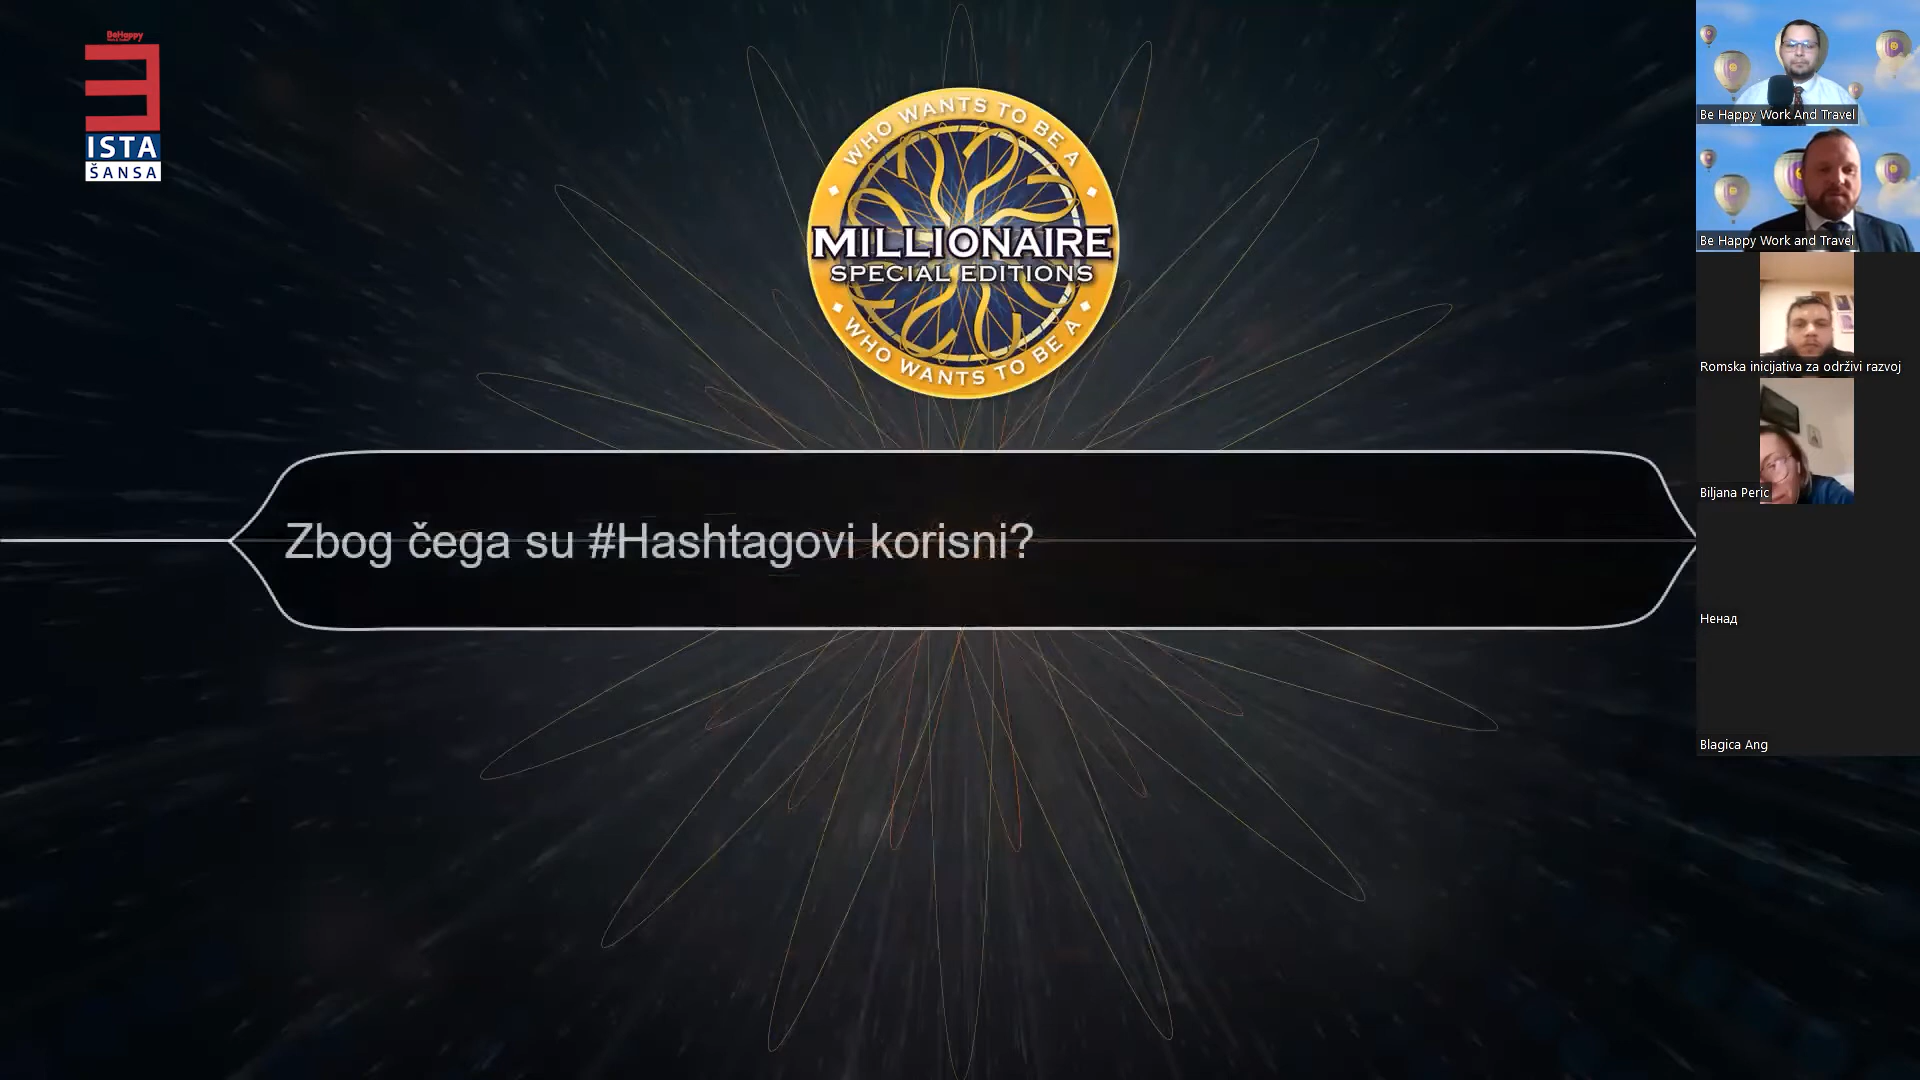 BeHappy
ISTA
ŠANSA
WHO WANTS TO BE A
MILLIONAIRE
SPECIAL EDITIONS
WHO WANTS TO BE A
Zbog čega su #Hashtagovi korisni?
Be Happy Work And Travel
Be Happy Work and Travel
Romska inicijativa za održivi razvoj
Biljana Peric
Ненад
Blagica Ang